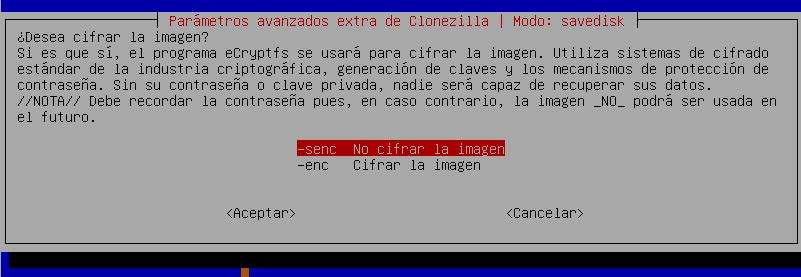 Parámetros avanzados extra de Clonezilla | Modo: savedisk
¿Desea cifrar la imagen?
Si es que sí, el programa eCryptfs se usará para cifrar la imagen. Utiliza sistemas de cifrado
estándar de la industria criptográfica, generación de claves y los mecanismos de protección de
contraseña. Sin su contraseña o clave privada, nadie será capaz de recuperar sus datos.
//NOTA// Debe recordar la contraseña pues, en caso contrario, la imagen _NO_ podrá ser usada en
el futuro.
-senc No cifrar la imagen
-enc Cifrar la imagen
<Aceptar> <Cancelar>